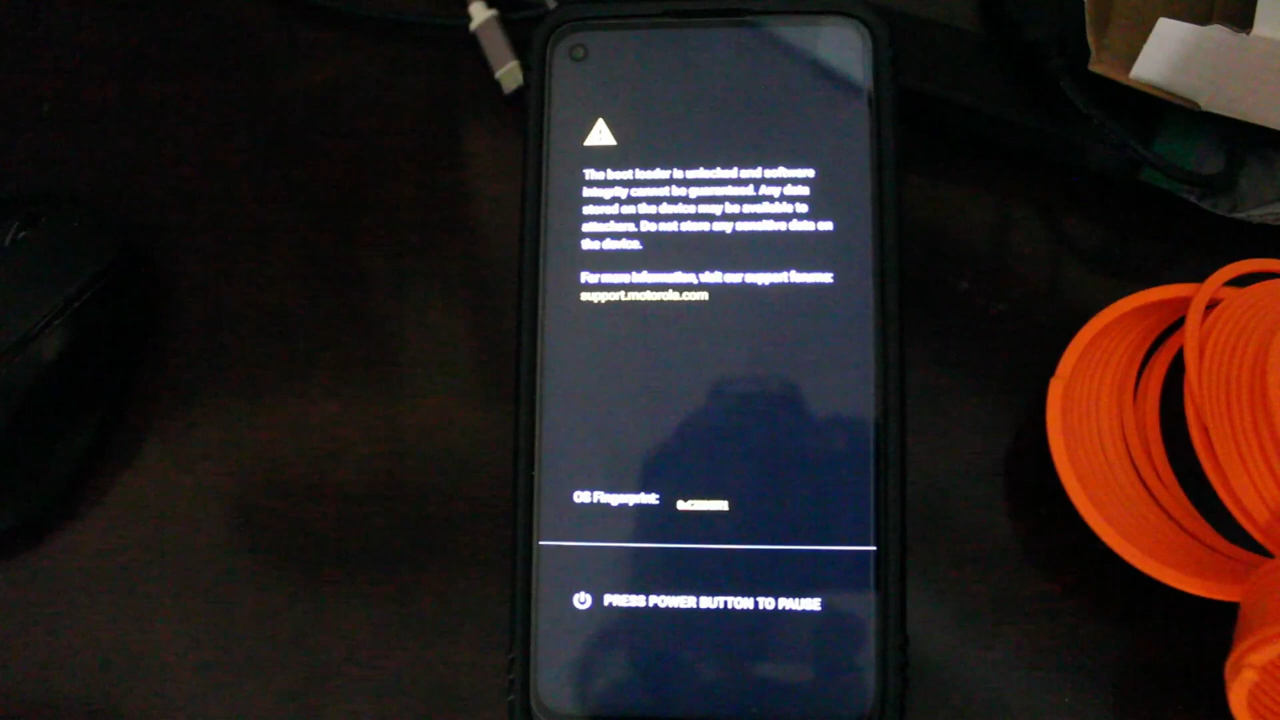 The boot loader is unlocked and software
integrity cannot be guaranteed. Any data
stored on the device may be available to
attackers. Do not store any sensitive data on
the device.
For more information, visit our support forums:
support.motorola.com
OS Fingerprint:
PRESS POWER BUTTON TO PAUSE